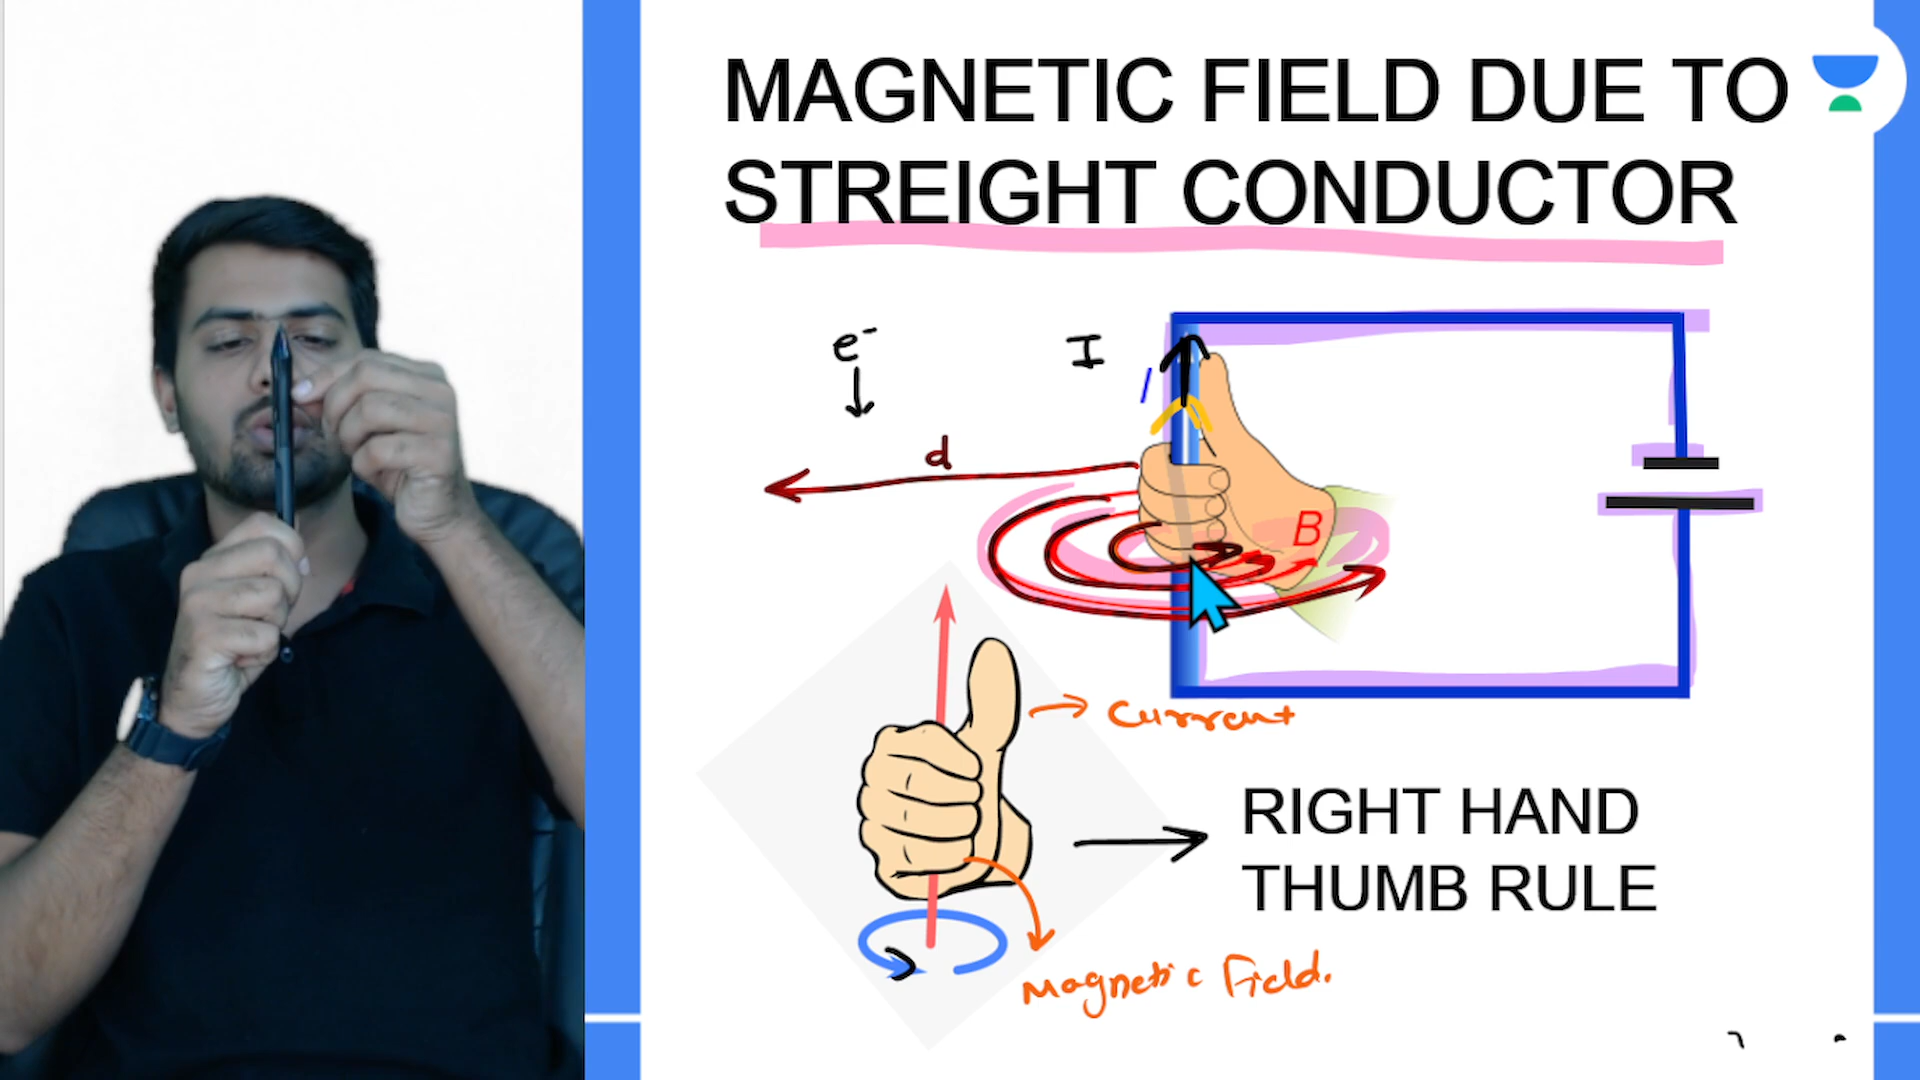 MAGNETIC FIELD DUE TO
STREIGHT CONDUCTOR
e⁻
I
I
d
B
Current
RIGHT HAND
THUMB RULE
Magnetic Field.